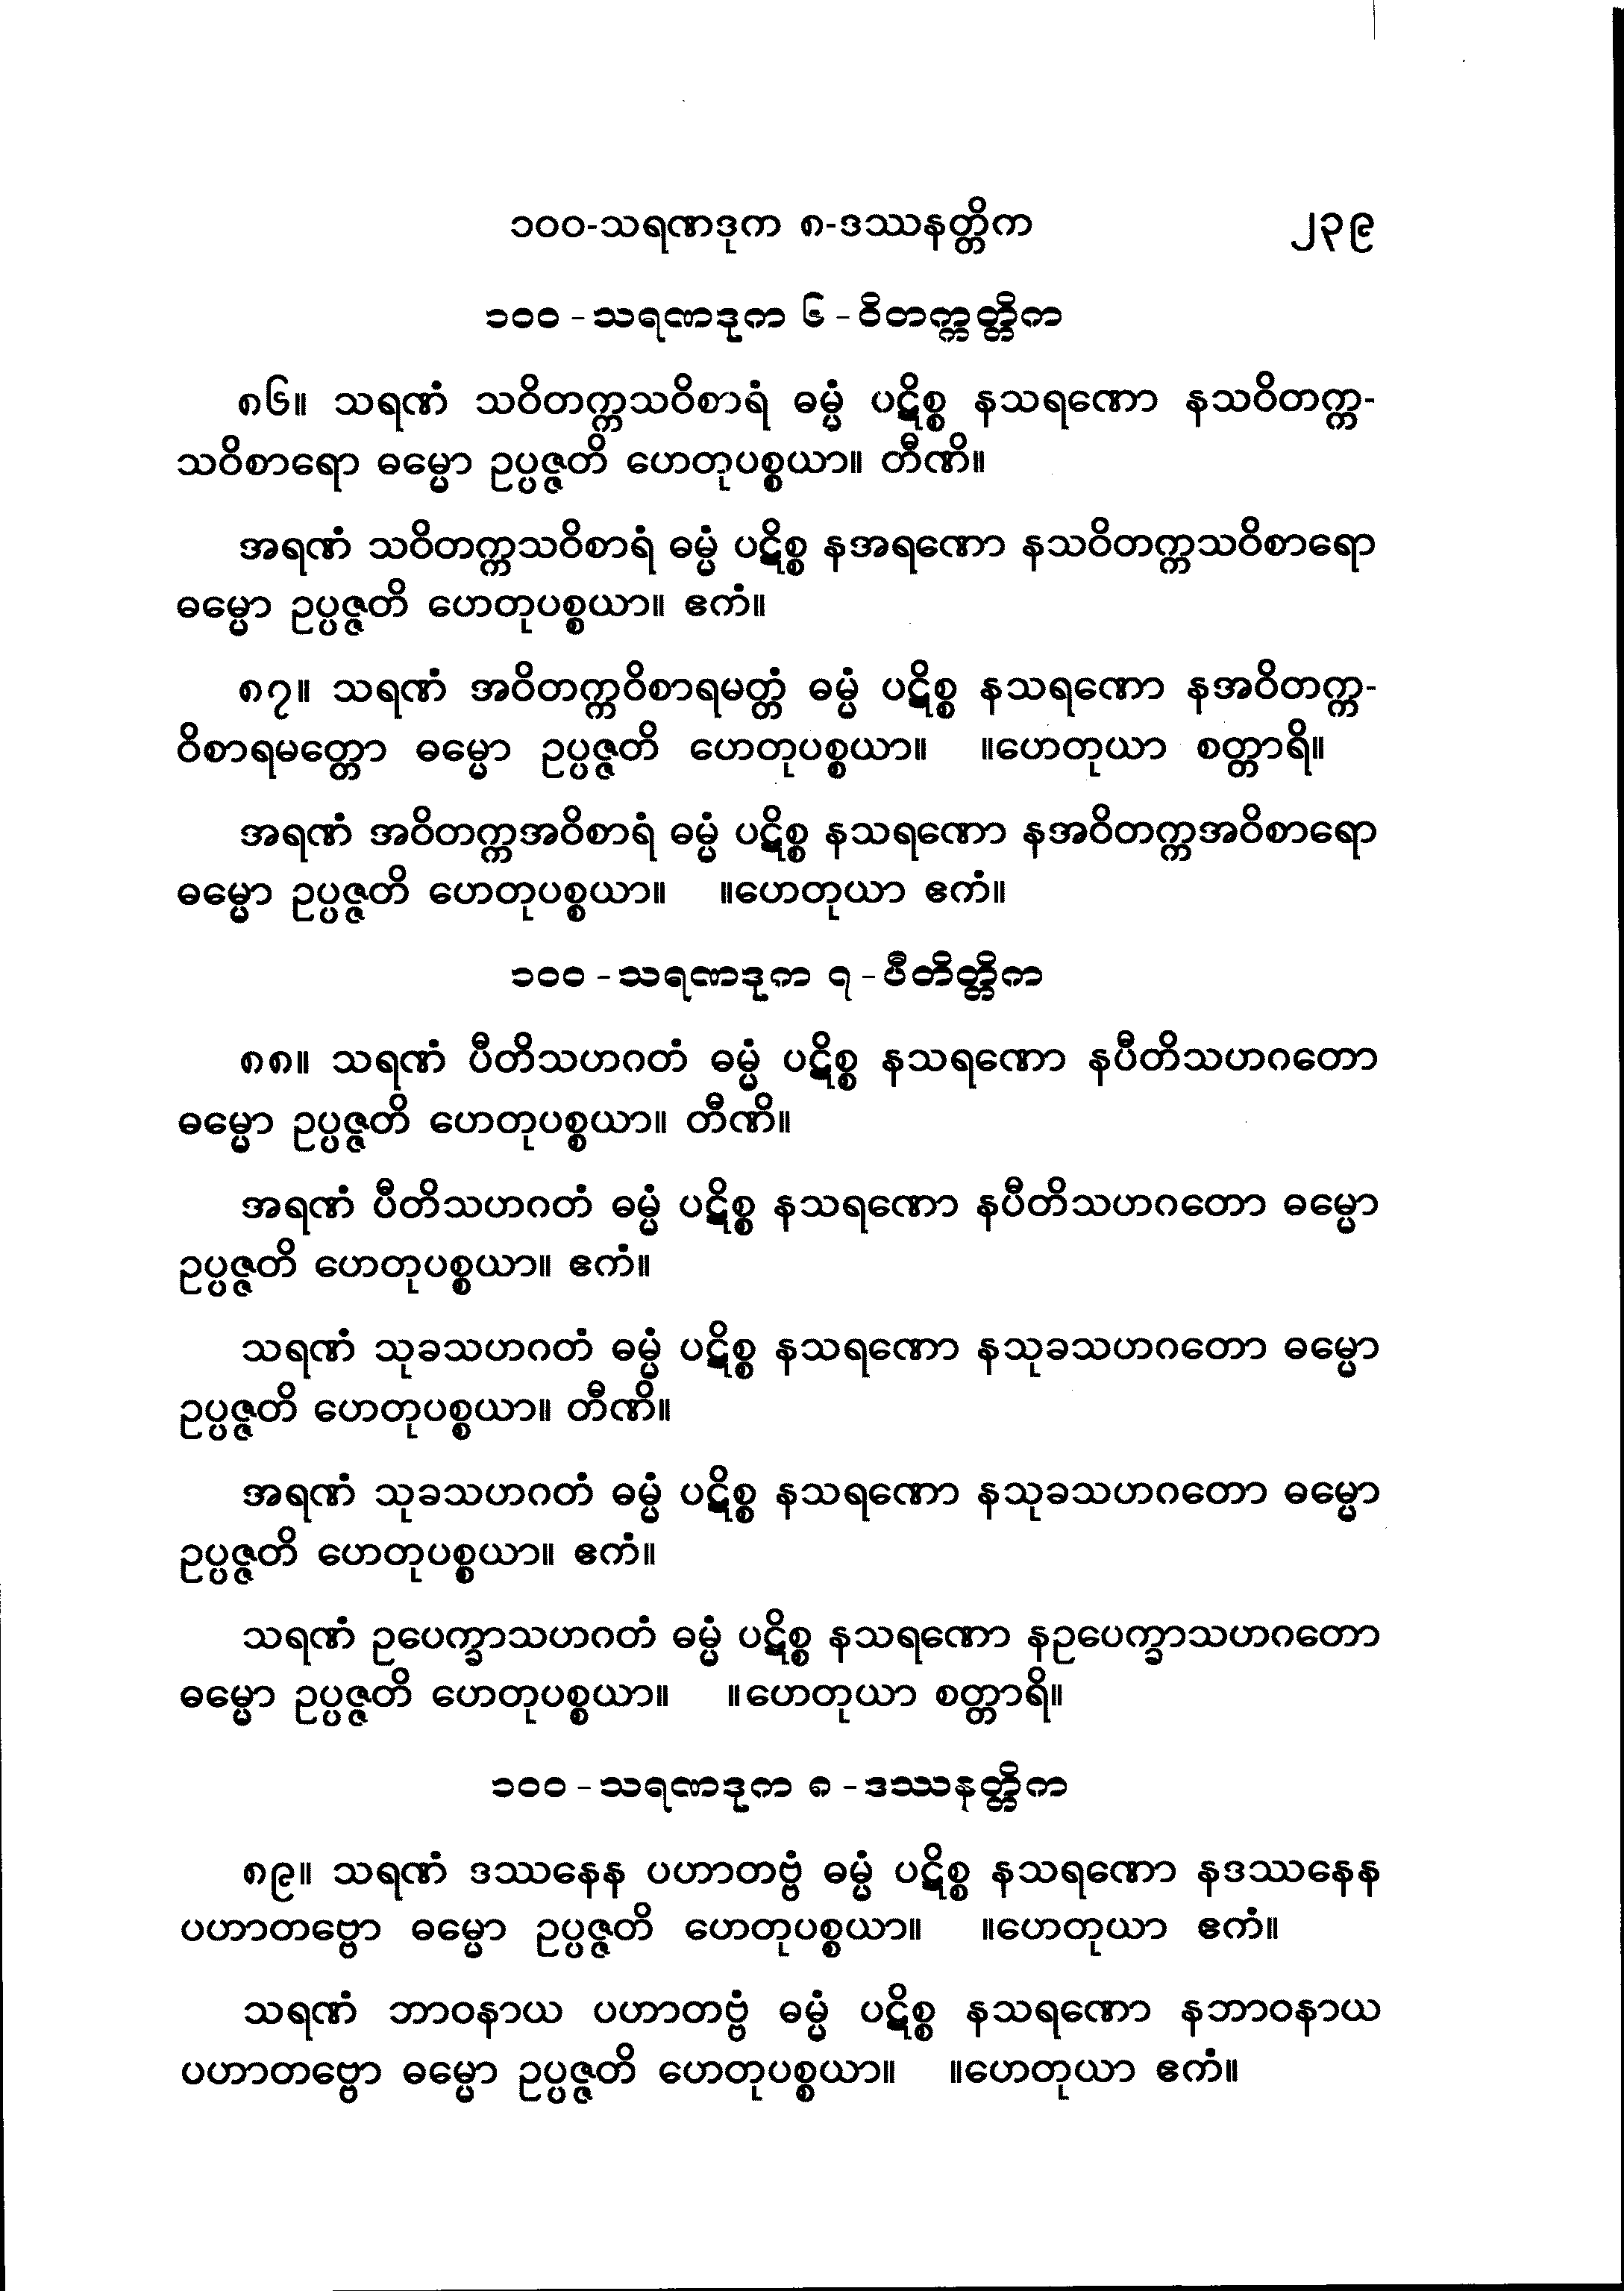 ၁၀၀-သရဏဒုက ၈-ဒဿနတ္တိက ၂၃၉
၁၀၀ - သရဏဒုက ၆ - ဝိတက္ကတ္တိက
၈၆။ သရဏံ သဝိတက္ကသဝိစာရံ ဓမ္မံ ပဋိစ္စ နသရဏော နသဝိတက္က-
သဝိစာရော ဓမ္မော ဥပ္ပဇ္ဇတိ ဟေတုပစ္စယာ။ တီဏိ။
အရဏံ သဝိတက္ကသဝိစာရံ ဓမ္မံ ပဋိစ္စ နအရဏော နသဝိတက္ကသဝိစာရော
ဓမ္မော ဥပ္ပဇ္ဇတိ ဟေတုပစ္စယာ။ ဧကံ။
၈၇။ သရဏံ အဝိတက္ကဝိစာရမတ္တံ ဓမ္မံ ပဋိစ္စ နသရဏော နအဝိတက္က-
ဝိစာရမတ္တော ဓမ္မော ဥပ္ပဇ္ဇတိ ဟေတုပစ္စယာ။ ။ဟေတုယာ စတ္တာရိ။
အရဏံ အဝိတက္ကအဝိစာရံ ဓမ္မံ ပဋိစ္စ နသရဏော နအဝိတက္ကအဝိစာရော
ဓမ္မော ဥပ္ပဇ္ဇတိ ဟေတုပစ္စယာ။ ။ဟေတုယာ ဧကံ။
၁၀၀ - သရဏဒုက ၇ - ပီတိတ္တိက
၈၈။ သရဏံ ပီတိသဟဂတံ ဓမ္မံ ပဋိစ္စ နသရဏော နပီတိသဟဂတော
ဓမ္မော ဥပ္ပဇ္ဇတိ ဟေတုပစ္စယာ။ တီဏိ။
အရဏံ ပီတိသဟဂတံ ဓမ္မံ ပဋိစ္စ နသရဏော နပီတိသဟဂတော ဓမ္မော
ဥပ္ပဇ္ဇတိ ဟေတုပစ္စယာ။ ဧကံ။
သရဏံ သုခသဟဂတံ ဓမ္မံ ပဋိစ္စ နသရဏော နသုခသဟဂတော ဓမ္မော
ဥပ္ပဇ္ဇတိ ဟေတုပစ္စယာ။ တီဏိ။
အရဏံ သုခသဟဂတံ ဓမ္မံ ပဋိစ္စ နသရဏော နသုခသဟဂတော ဓမ္မော
ဥပ္ပဇ္ဇတိ ဟေတုပစ္စယာ။ ဧကံ။
သရဏံ ဥပေက္ခာသဟဂတံ ဓမ္မံ ပဋိစ္စ နသရဏော နဥပေက္ခာသဟဂတော
ဓမ္မော ဥပ္ပဇ္ဇတိ ဟေတုပစ္စယာ။ ။ဟေတုယာ စတ္တာရိ။
၁၀၀ - သရဏဒုက ၈ - ဒဿနတ္တိက
၈၉။ သရဏံ ဒဿနေန ပဟာတဗ္ဗံ ဓမ္မံ ပဋိစ္စ နသရဏော နဒဿနေန
ပဟာတဗ္ဗော ဓမ္မော ဥပ္ပဇ္ဇတိ ဟေတုပစ္စယာ။ ။ဟေတုယာ ဧကံ။
သရဏံ ဘာဝနာယ ပဟာတဗ္ဗံ ဓမ္မံ ပဋိစ္စ နသရဏော နဘာဝနာယ
ပဟာတဗ္ဗော ဓမ္မော ဥပ္ပဇ္ဇတိ ဟေတုပစ္စယာ။ ။ဟေတုယာ ဧကံ။